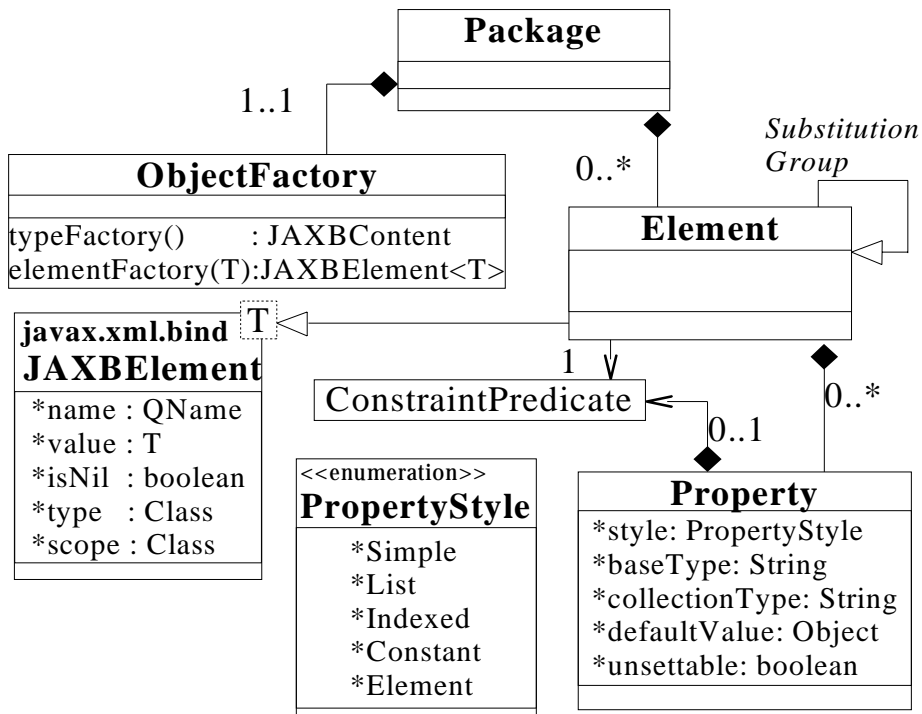 Package
1..1
0..*
Substitution
Group
ObjectFactory
typeFactory() : JAXBContent
elementFactory(T):JAXBElement<T>
Element
T
javax.xml.bind
JAXBElement
*name : QName
*value : T
*isNil : boolean
*type : Class
*scope : Class
1
ConstraintPredicate
0..1
0..*
<<enumeration>>
PropertyStyle
*Simple
*List
*Indexed
*Constant
*Element
Property
*style: PropertyStyle
*baseType: String
*collectionType: String
*defaultValue: Object
*unsettable: boolean